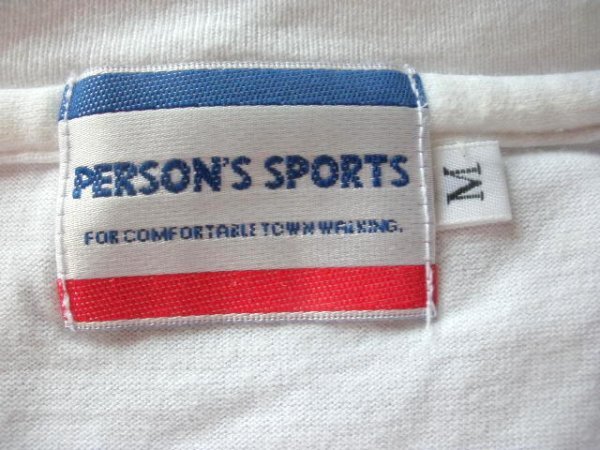 PERSON'S SPORTS
FOR COMFORTABLE TOWN WALKING.
M